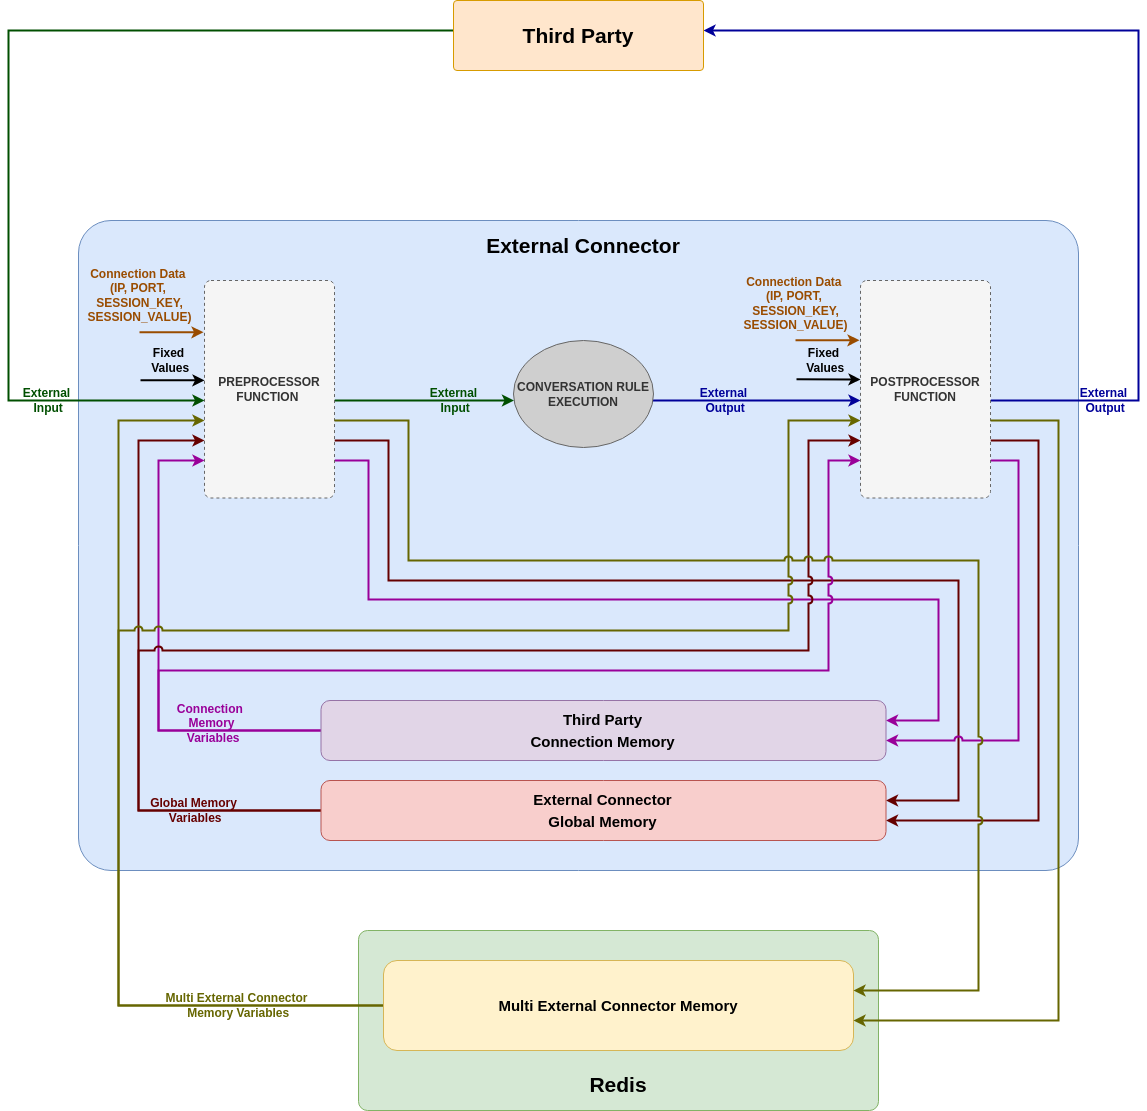 Third Party
External Connector
Connection Data
(IP, PORT,
SESSION_KEY,
SESSION_VALUE)
Fixed
Values
External
Input
PREPROCESSOR
FUNCTION
External
Input
CONVERSATION RULE
EXECUTION
External
Output
Connection Data
(IP, PORT,
SESSION_KEY,
SESSION_VALUE)
Fixed
Values
POSTPROCESSOR
FUNCTION
External
Output
Connection
Memory
Variables
Third Party
Connection Memory
Global Memory
Variables
External Connector
Global Memory
Multi External Connector
Memory Variables
Multi External Connector Memory
Redis